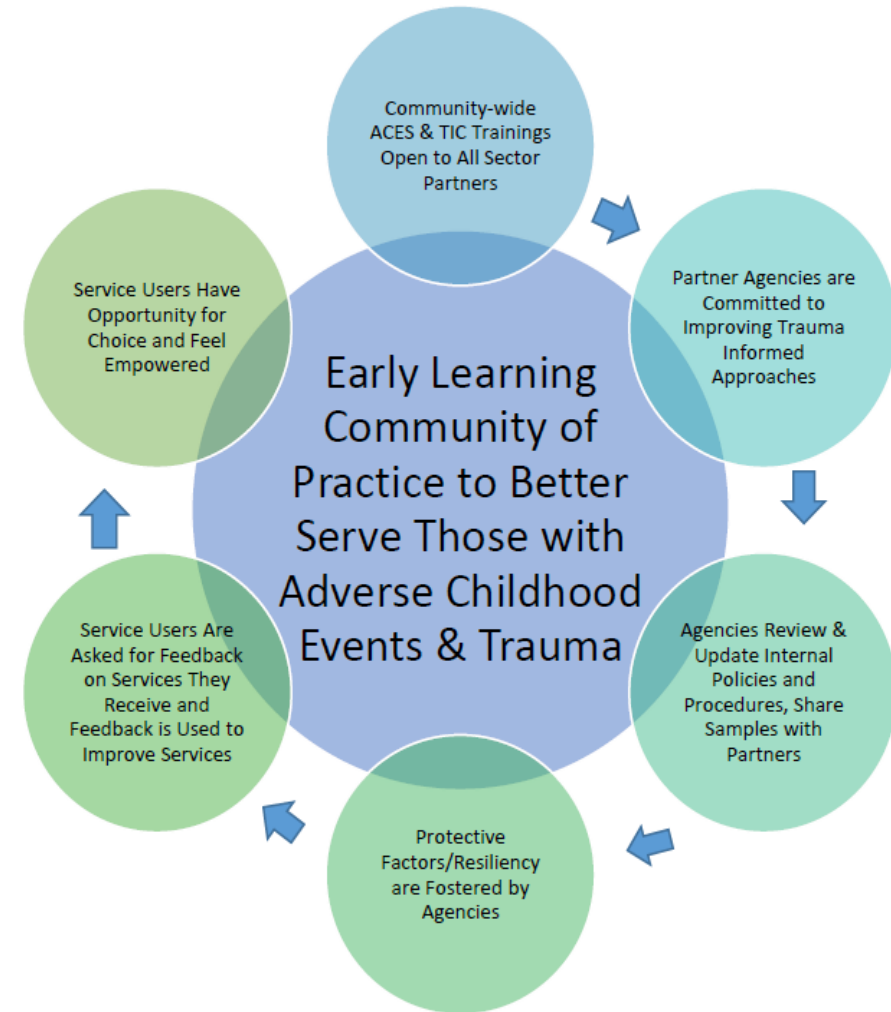 Community-wide
ACES & TIC Trainings
Open to All Sector
Partners
Partner Agencies are
Committed to
Improving Trauma
Informed
Approaches
Agencies Review &
Update Internal
Policies and
Procedures, Share
Samples with
Partners
Protective
Factors/Resiliency
are Fostered by
Agencies
Service Users Are
Asked for Feedback
on Services They
Receive and
Feedback is Used to
Improve Services
Service Users Have
Opportunity for
Choice and Feel
Empowered
Early Learning
Community of
Practice to Better
Serve Those with
Adverse Childhood
Events & Trauma